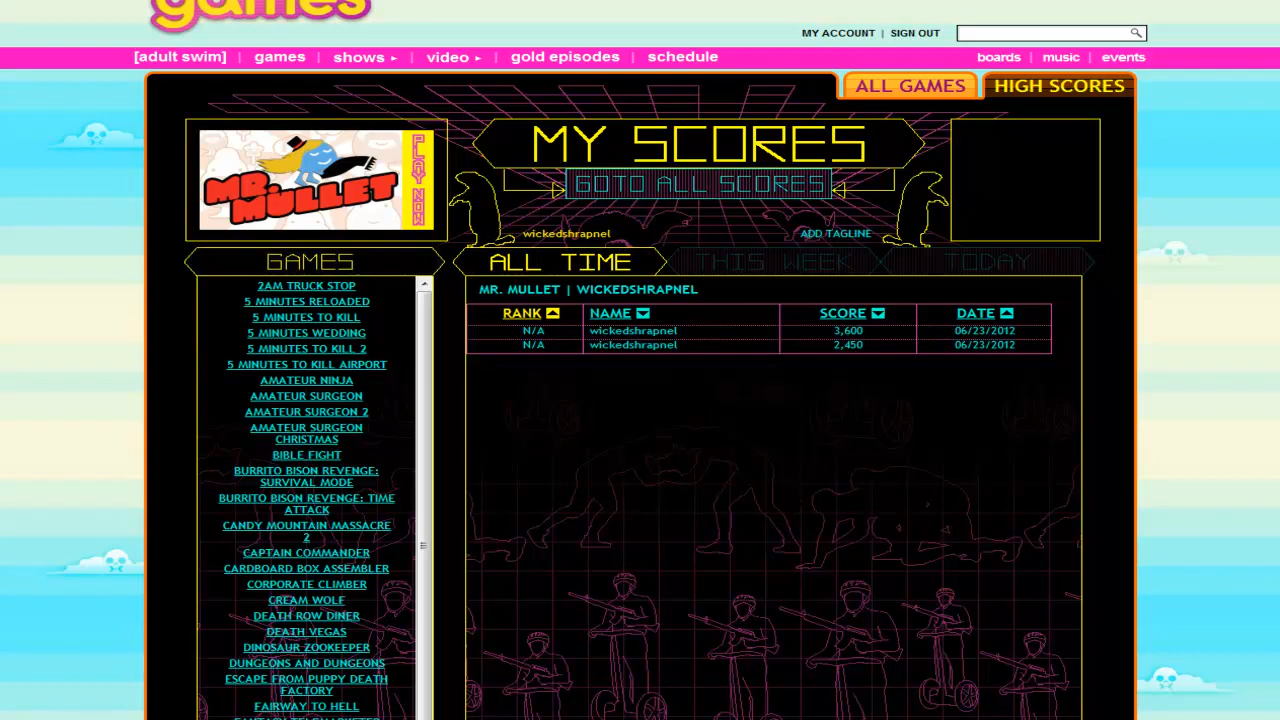 games
MY ACCOUNT | SIGN OUT
[adult swim] | games | shows | video | gold episodes | schedule
boards | music | events
ALL GAMES
HIGH SCORES
MR. MULLET
PLAY NOW
MY SCORES
GOTO ALL SCORES
wickedshrapnel
ADD TAGLINE
GAMES
ALL TIME
THIS WEEK
TODAY
2AM TRUCK STOP
5 MINUTES RELOADED
5 MINUTES TO KILL
5 MINUTES WEDDING
5 MINUTES TO KILL 2
5 MINUTES TO KILL AIRPORT
AMATEUR NINJA
AMATEUR SURGEON
AMATEUR SURGEON 2
AMATEUR SURGEON
CHRISTMAS
BIBLE FIGHT
BURRITO BISON REVENGE:
SURVIVAL MODE
BURRITO BISON REVENGE: TIME
ATTACK
CANDY MOUNTAIN MASSACRE
2
CAPTAIN COMMANDER
CARDBOARD BOX ASSEMBLER
CORPORATE CLIMBER
CREAM WOLF
DEATH ROW DINER
DEATH VEGAS
DINOSAUR ZOOKEEPER
DUNGEONS AND DUNGEONS
ESCAPE FROM PUPPY DEATH
FACTORY
FAIRWAY TO HELL
MR. MULLET | WICKEDSHRAPNEL
RANK NAME SCORE DATE
N/A wickedshrapnel 3,600 06/23/2012
N/A wickedshrapnel 2,450 06/23/2012